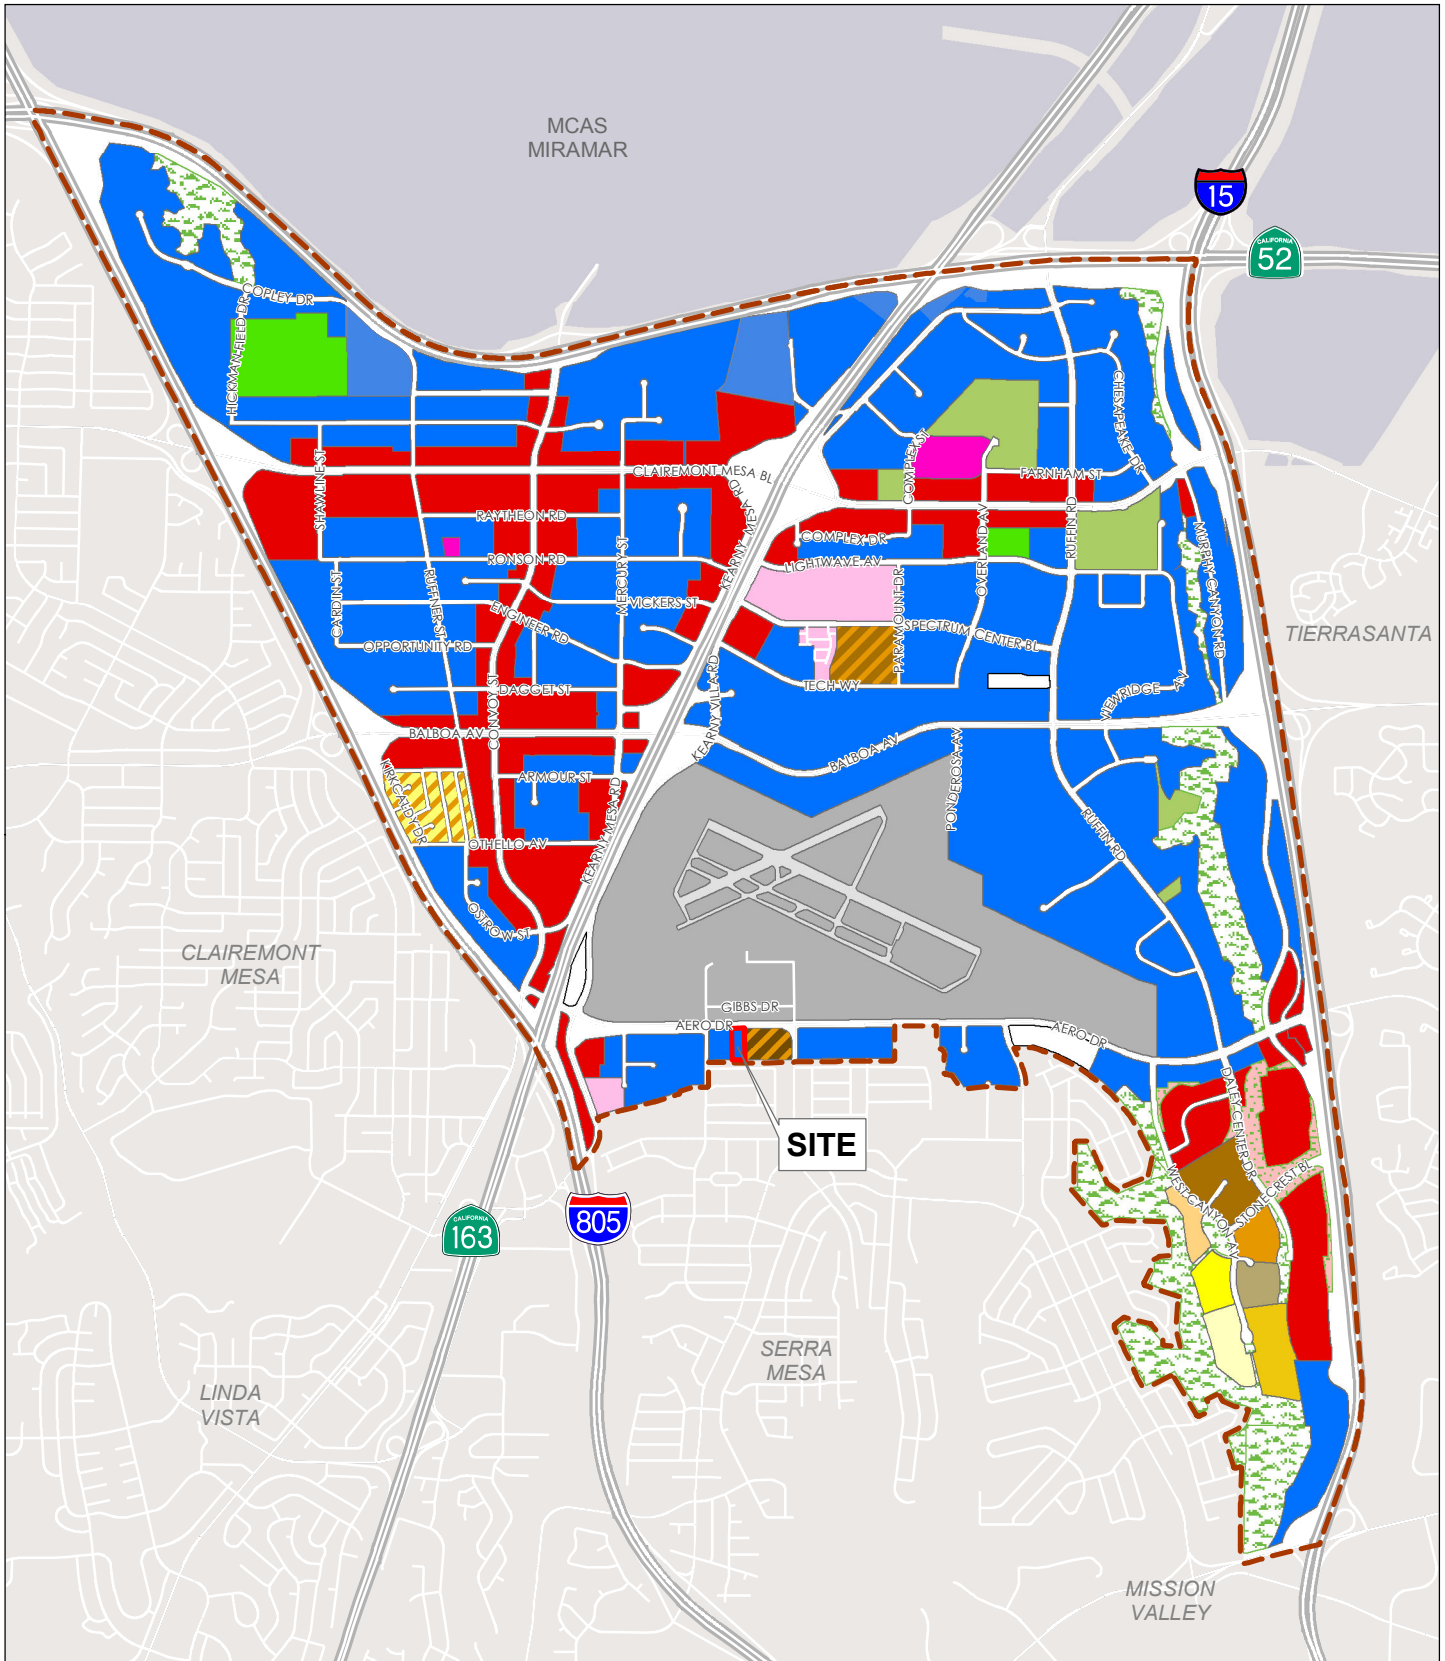 MCAS
MIRAMAR
15
CALIFORNIA
52
COPLEY DR
HICKMAN FIELD DR
CHESAPEAKE DR
SHAWLINE ST
CLAIREMONT MESA BL
COMPLEX ST
FARNHAM ST
KEARNY MESA RD
RAYTHEON RD
OVERLAND AV
RUFFIN RD
COMPLEX DR
MURPHY CANYON RD
RONSON RD
MERCURY ST
LIGHTWAVE AV
CARDIN ST
RUFFNER ST
VICKERS ST
ENGINEER RD
PARAMOUNT DR
SPECTRUM CENTER BL
TIERRASANTA
OPPORTUNITY RD
KEARNY VILLA RD
TECH WY
DAGGET ST
CONVOY ST
VIEWRIDGE AV
BALBOA AV
BALBOA AV
PONDEROSA AV
KIRKCALDY DR
ARMOUR ST
KEARNY MESA RD
RUFFIN RD
OTHELLO AV
OSTROW ST
CLAIREMONT
MESA
GIBBS DR
AERO DR
AERO DR
DALEY CENTER DR
SITE
WEST CANYON AV
STONECREST BL
CALIFORNIA
163
805
SERRA
MESA
LINDA
VISTA
MISSION
VALLEY